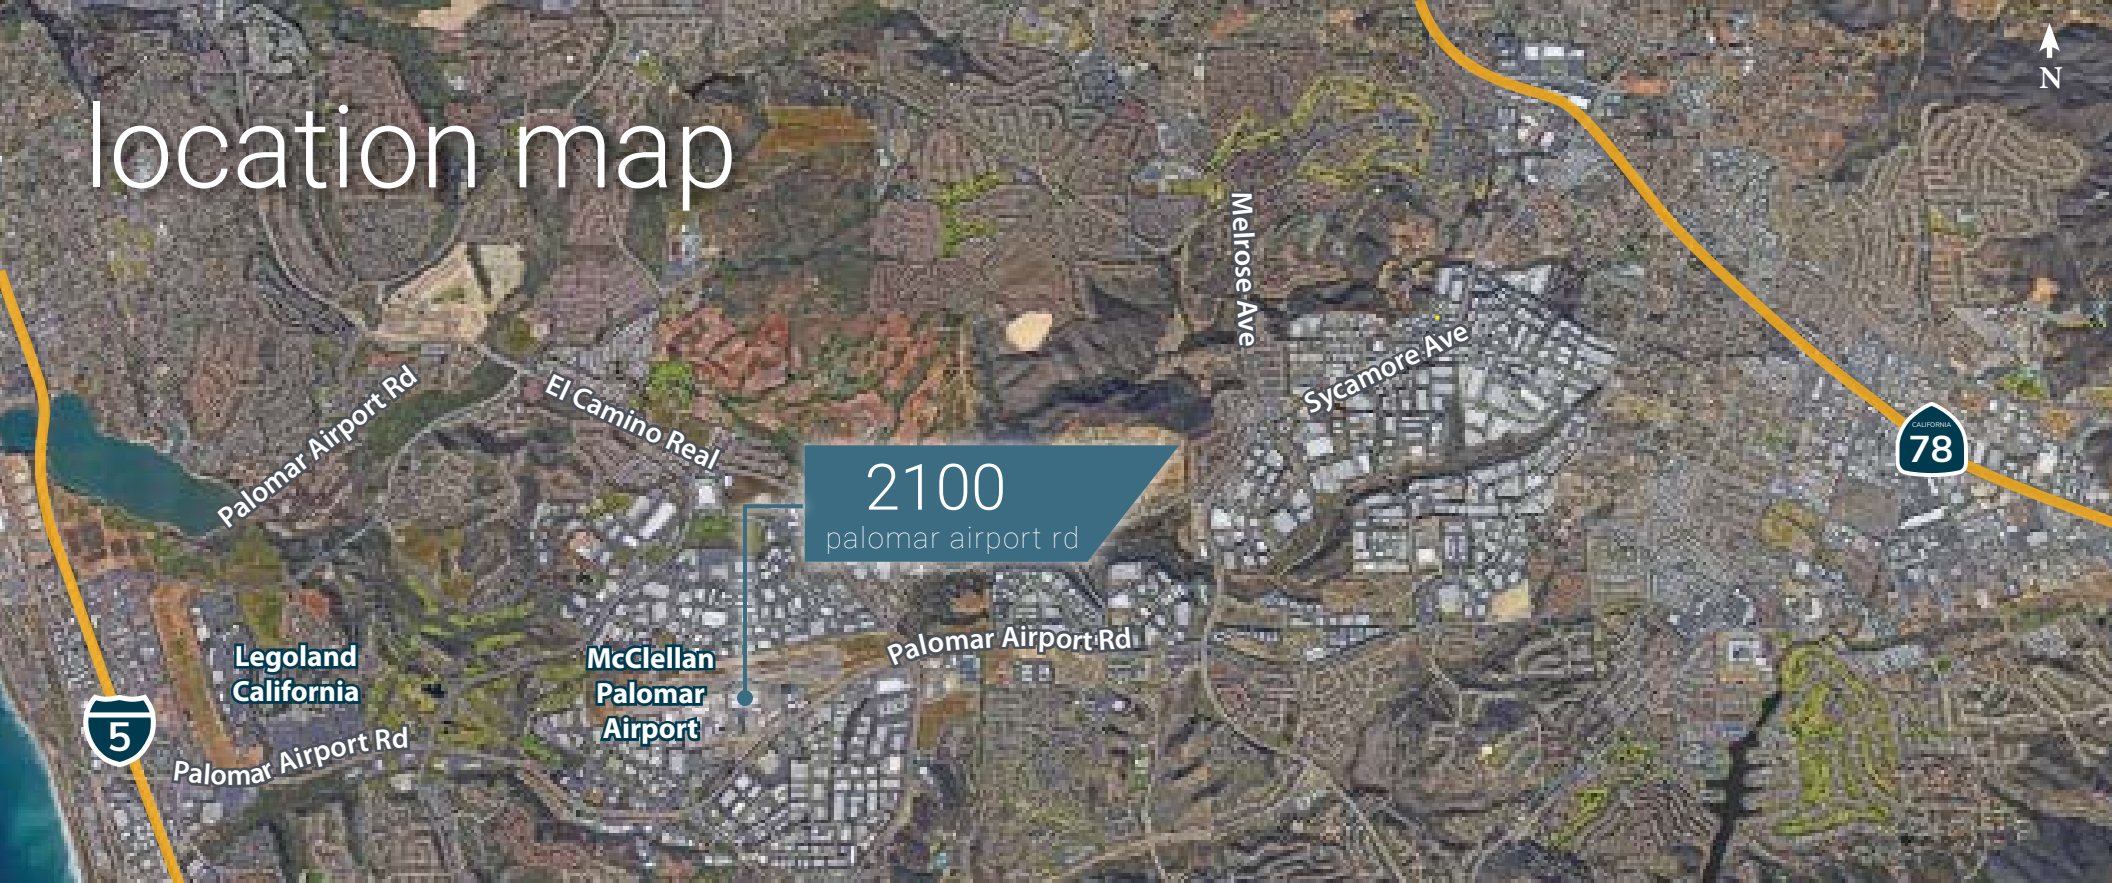 location map
N
Melrose Ave
Sycamore Ave
Palomar Airport Rd
El Camino Real
CALIFORNIA
78
2100
palomar airport rd
Palomar Airport Rd
Legoland
California
McClellan
Palomar
Airport
5
Palomar Airport Rd